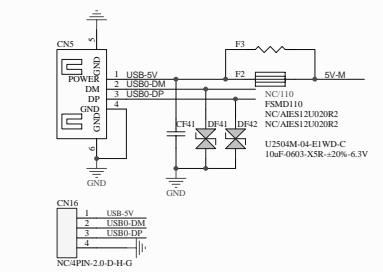 5
CN5
F3
GND
POWER
1
USB-5V
F2
5V-M
DM
2
USB0-DM
DP
3
USB0-DP
GND
4
GND
NC/110
FSMD110
NC/AIES12U020R2
NC/AIES12U020R2
CF41
DF41
DF42
U2504M-04-E1WD-C
10uF-0603-X5R-±20%-6.3V
6
GND
GND
CN16
1
USB-5V
2
USB0-DM
3
USB0-DP
4
NC/4PIN-2.0-D-H-G